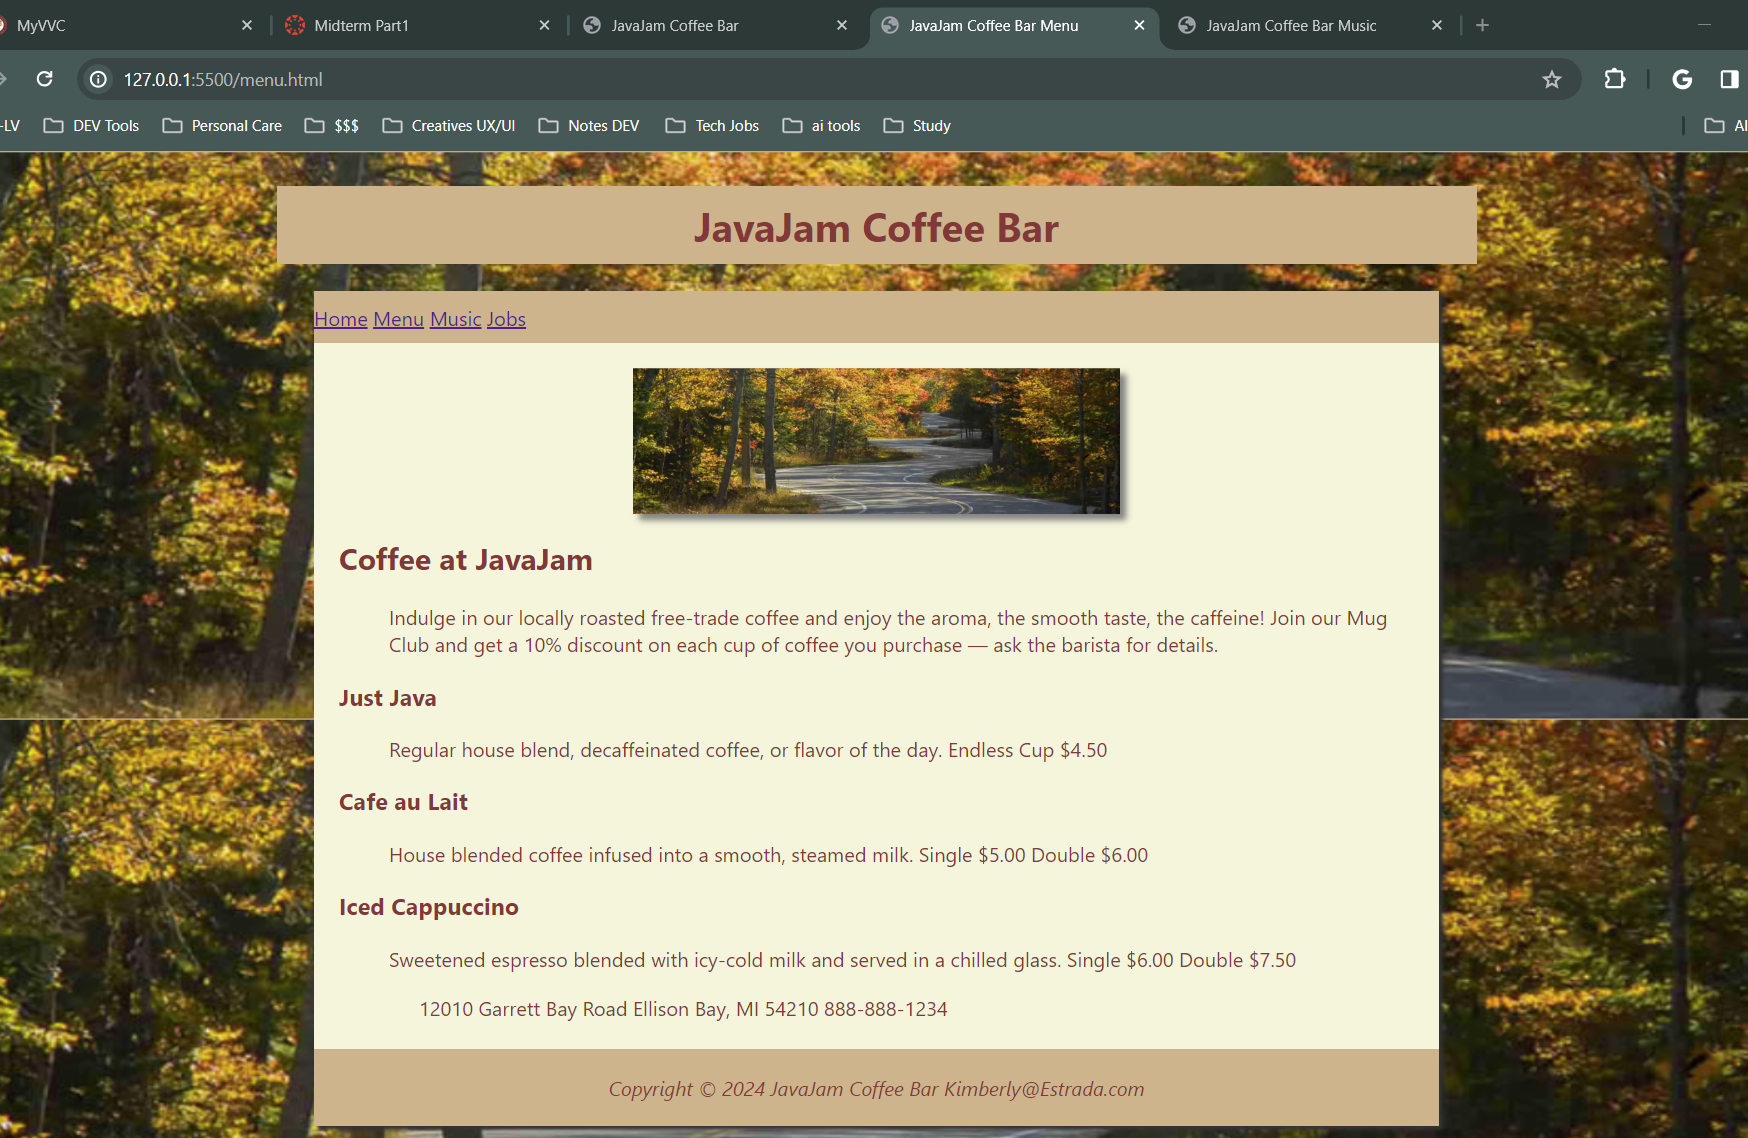 MyVVC
Midterm Part1
JavaJam Coffee Bar
JavaJam Coffee Bar Menu
JavaJam Coffee Bar Music
127.0.0.1:5500/menu.html
-LV
DEV Tools
Personal Care
$$$
Creatives UX/UI
Notes DEV
Tech Jobs
ai tools
Study
Al
JavaJam Coffee Bar
Home Menu Music Jobs
Coffee at JavaJam
Indulge in our locally roasted free-trade coffee and enjoy the aroma, the smooth taste, the caffeine! Join our Mug
Club and get a 10% discount on each cup of coffee you purchase — ask the barista for details.
Just Java
Regular house blend, decaffeinated coffee, or flavor of the day. Endless Cup $4.50
Cafe au Lait
House blended coffee infused into a smooth, steamed milk. Single $5.00 Double $6.00
Iced Cappuccino
Sweetened espresso blended with icy-cold milk and served in a chilled glass. Single $6.00 Double $7.50
12010 Garrett Bay Road Ellison Bay, MI 54210 888-888-1234
Copyright © 2024 JavaJam Coffee Bar Kimberly@Estrada.com